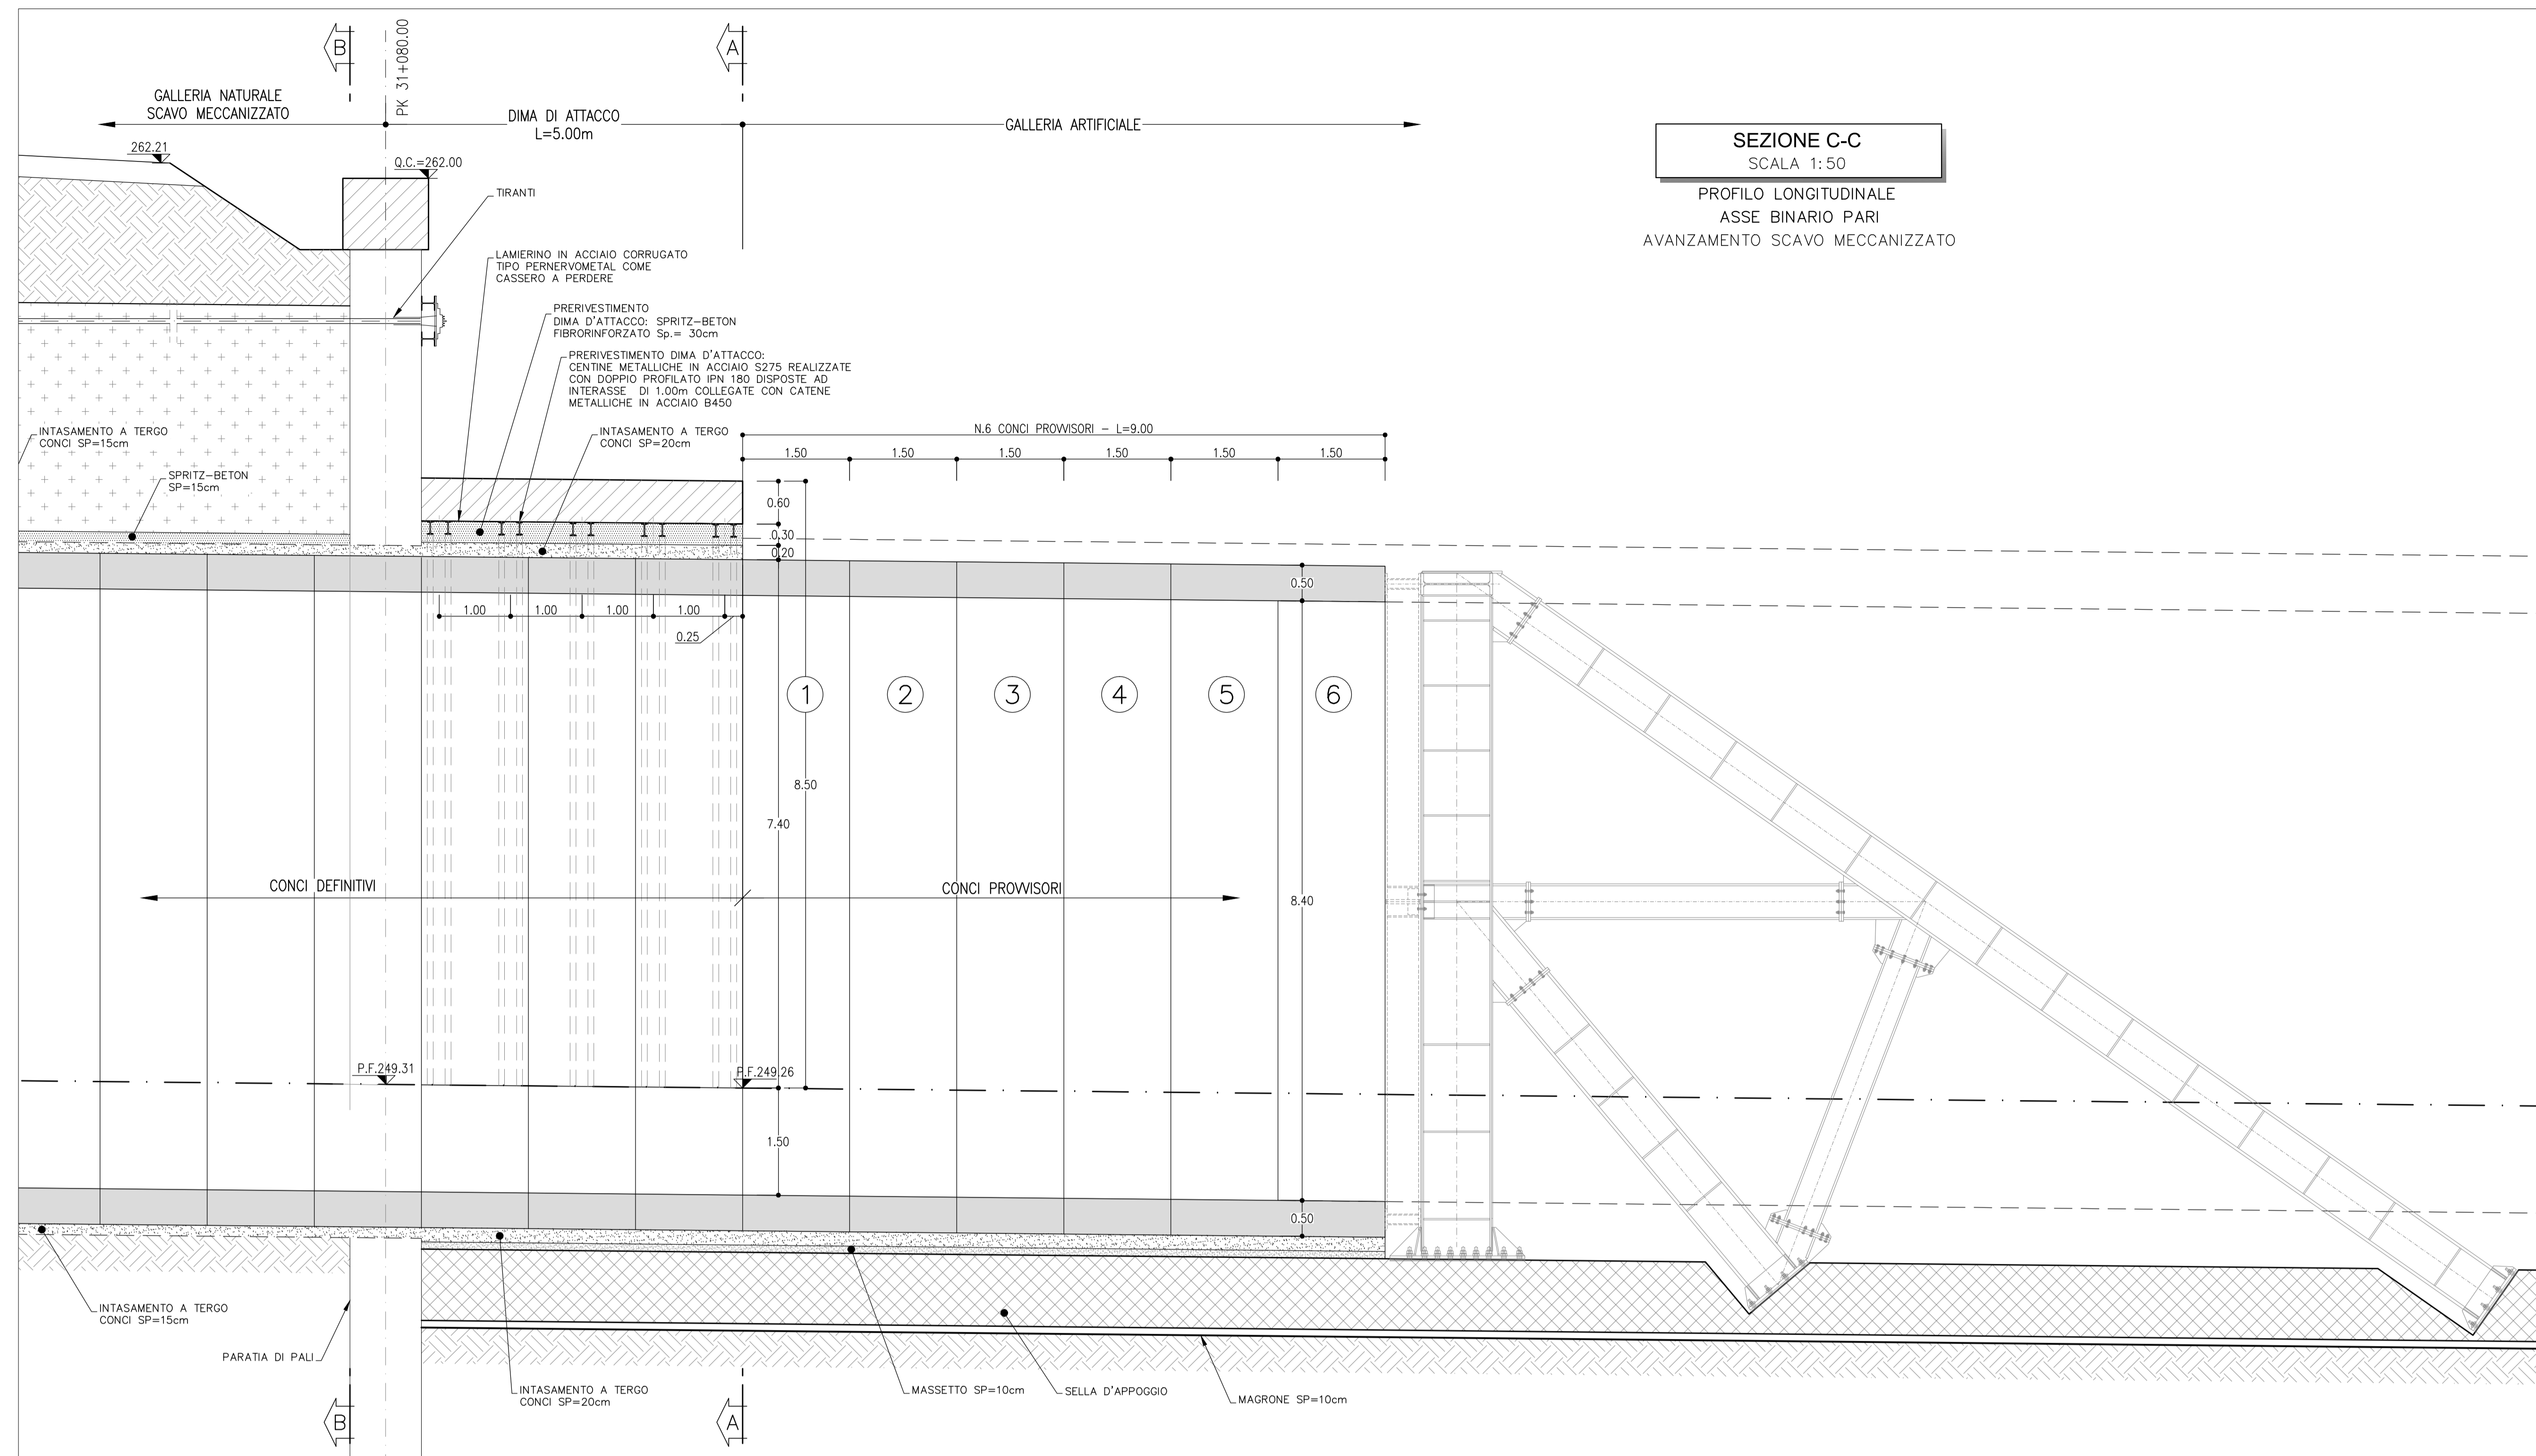 B
PK 31+080.00
A
GALLERIA NATURALE
SCAVO MECCANIZZATO
DIMA DI ATTACCO
L=5.00m
GALLERIA ARTIFICIALE
SEZIONE C-C
SCALA 1:50
PROFILO LONGITUDINALE
ASSE BINARIO PARI
AVANZAMENTO SCAVO MECCANIZZATO
262.21
Q.C.=262.00
TIRANTI
LAMIERINO IN ACCIAIO CORRUGATO
TIPO PERNERVOMETAL COME
CASSERO A PERDERE
PRERIVESTIMENTO
DIMA D'ATTACCO: SPRITZ-BETON
FIBRORINFORZATO Sp.= 30cm
PRERIVESTIMENTO DIMA D'ATTACCO:
CENTINE METALLICHE IN ACCIAIO S275 REALIZZATE
CON DOPPIO PROFILATO IPN 180 DISPOSTE AD
INTERASSE DI 1.00m COLLEGATE CON CATENE
METALLICHE IN ACCIAIO B450
INTASAMENTO A TERGO
CONCI SP=15cm
INTASAMENTO A TERGO
CONCI SP=20cm
N.6 CONCI PROVVISORI - L=9.00
1.50 1.50 1.50 1.50 1.50 1.50
SPRITZ-BETON
SP=15cm
0.60
0.30
0.20
0.50
1.00 1.00 1.00 1.00
0.25
1 2 3 4 5 6
8.50
7.40
CONCI DEFINITIVI
CONCI PROVVISORI
8.40
P.F.249.31
P.F.249.26
1.50
0.50
INTASAMENTO A TERGO
CONCI SP=15cm
PARATIA DI PALI
INTASAMENTO A TERGO
CONCI SP=20cm
MASSETTO SP=10cm
SELLA D'APPOGGIO
MAGRONE SP=10cm
B
A